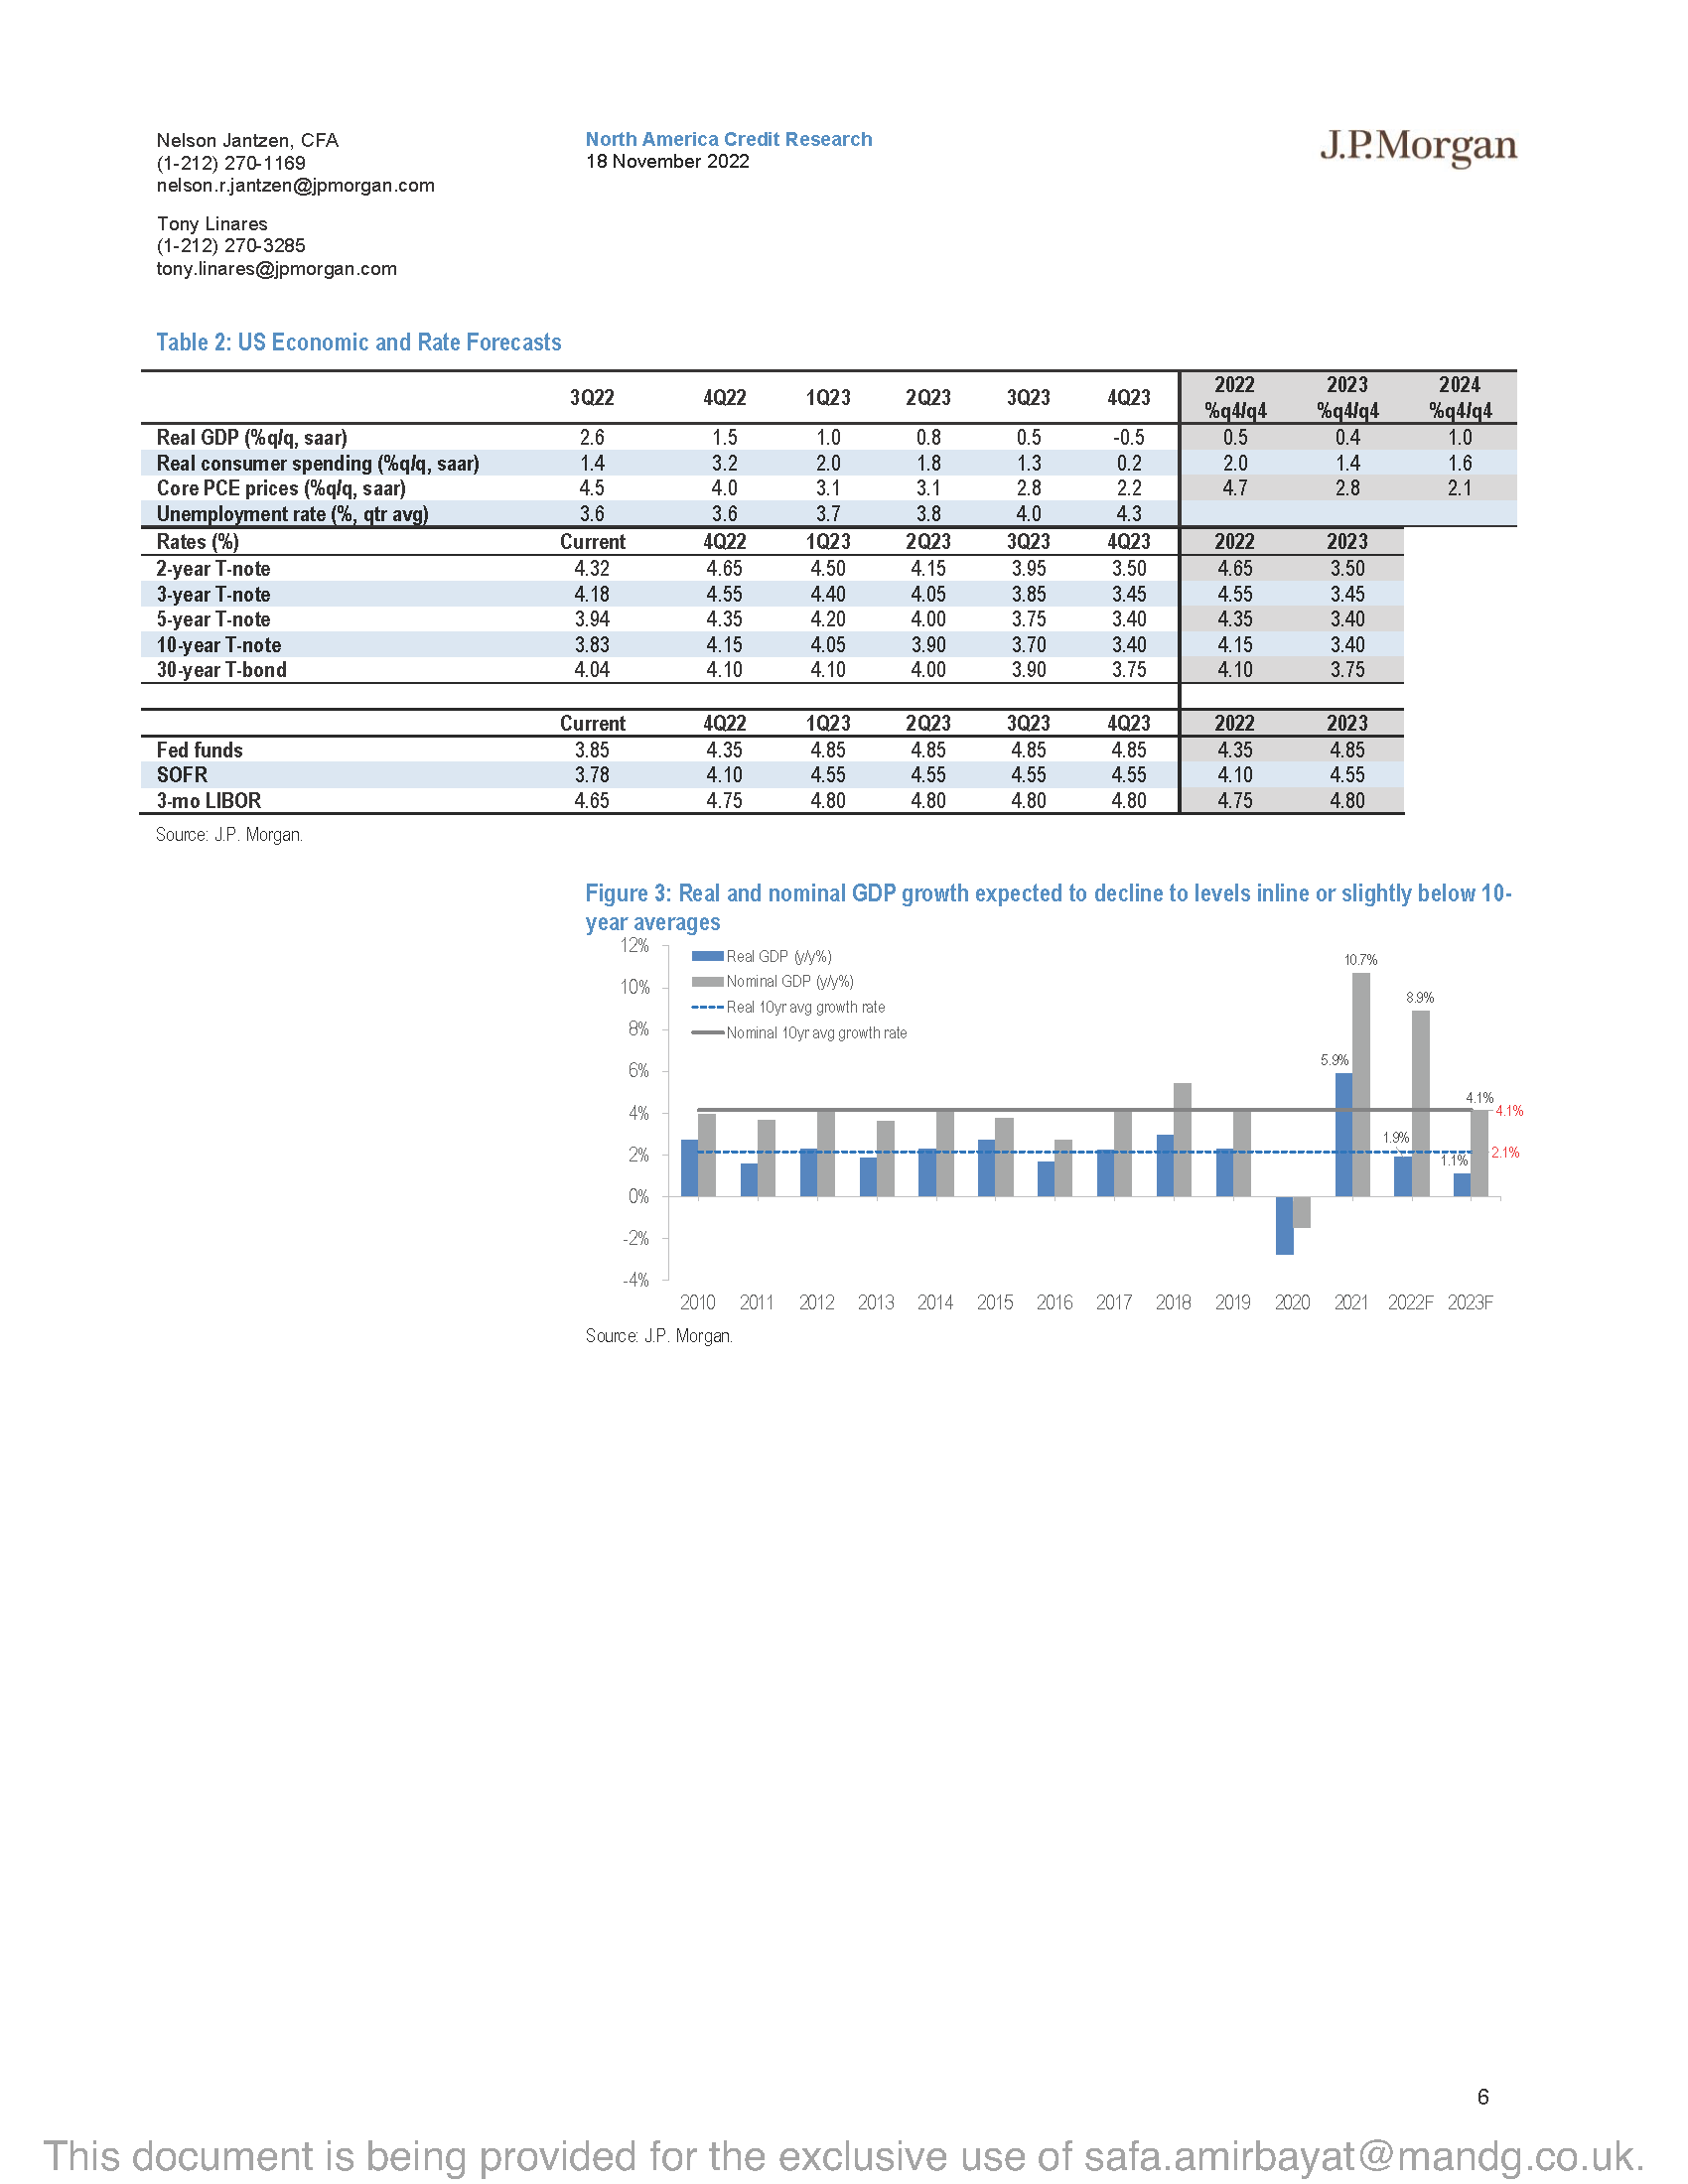 Nelson Jantzen, CFA
(1-212) 270-1169
nelson.r.jantzen@jpmorgan.com
Tony Linares
(1-212) 270-3285
tony.linares@jpmorgan.com
North America Credit Research
18 November 2022
J.P.Morgan
Table 2: US Economic and Rate Forecasts
3Q22 4Q22 1Q23 2Q23 3Q23 4Q23 2022 %q4/q4 2023 %q4/q4 2024 %q4/q4
Real GDP (%q/q, saar) 2.6 1.5 1.0 0.8 0.5 -0.5 0.5 0.4 1.0
Real consumer spending (%q/q, saar) 1.4 3.2 2.0 1.8 1.3 0.2 2.0 1.4 1.6
Core PCE prices (%q/q, saar) 4.5 4.0 3.1 3.1 2.8 2.2 4.7 2.8 2.1
Unemployment rate (%, qtr avg) 3.6 3.6 3.7 3.8 4.0 4.3
Rates (%) Current 4Q22 1Q23 2Q23 3Q23 4Q23 2022 2023
2-year T-note 4.32 4.65 4.50 4.15 3.95 3.50 4.65 3.50
3-year T-note 4.18 4.55 4.40 4.05 3.85 3.45 4.55 3.45
5-year T-note 3.94 4.35 4.20 4.00 3.75 3.40 4.35 3.40
10-year T-note 3.83 4.15 4.05 3.90 3.70 3.40 4.15 3.40
30-year T-bond 4.04 4.10 4.10 4.00 3.90 3.75 4.10 3.75
Current 4Q22 1Q23 2Q23 3Q23 4Q23 2022 2023
Fed funds 3.85 4.35 4.85 4.85 4.85 4.85 4.35 4.85
SOFR 3.78 4.10 4.55 4.55 4.55 4.55 4.10 4.55
3-mo LIBOR 4.65 4.75 4.80 4.80 4.80 4.80 4.75 4.80
Source: J.P. Morgan.
Figure 3: Real and nominal GDP growth expected to decline to levels inline or slightly below 10-
year averages
12%
10%
8%
6%
4%
2%
0%
-2%
-4%
Real GDP (y/y%)
Nominal GDP (y/y%)
Real 10yr avg growth rate
Nominal 10yr avg growth rate
10.7%
8.9%
5.9%
4.1%
4.1%
1.9%
1.1%
2.1%
2010 2011 2012 2013 2014 2015 2016 2017 2018 2019 2020 2021 2022F 2023F
Source: J.P. Morgan.
6
This document is being provided for the exclusive use of safa.amirbayat@mandg.co.uk.